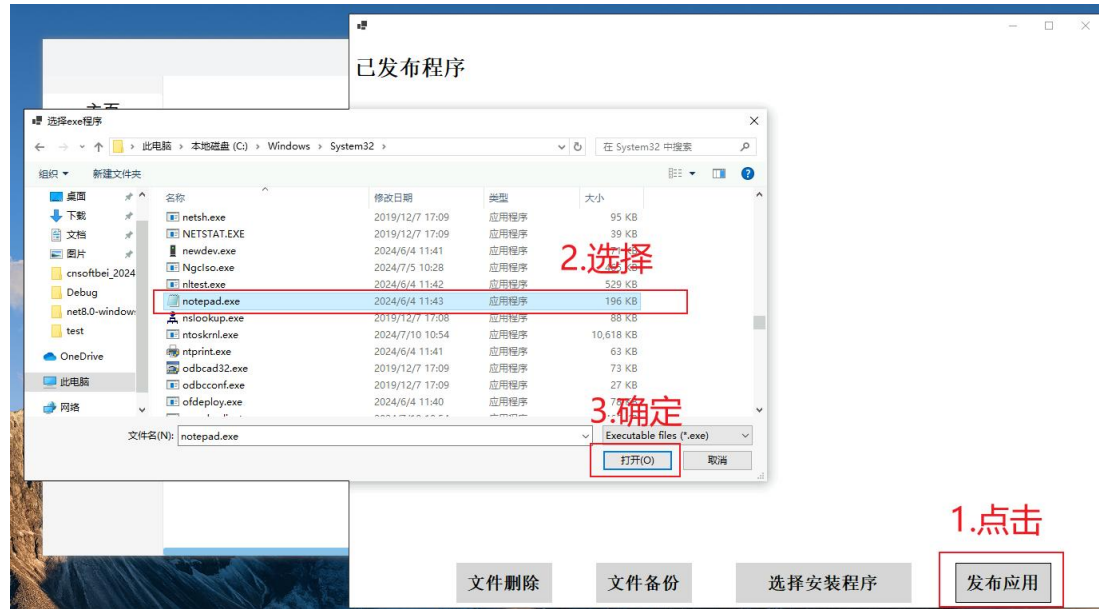 已发布程序
主页
选择exe程序
此电脑 › 本地磁盘 (C:) › Windows › System32 ›
在 System32 中搜索
组织 新建文件夹
桌面
下载
文档
图片
cnsoftbei_2024
Debug
net8.0-window
test
OneDrive
此电脑
网络
名称 修改日期 类型 大小
netsh.exe 2019/12/7 17:09 应用程序 95 KB
NETSTAT.EXE 2019/12/7 17:09 应用程序 39 KB
newdev.exe 2024/6/4 11:41 应用程序 KB
NgcIso.exe 2024/7/5 10:28 应用程序 KB
nltest.exe 2024/6/4 11:42 应用程序 529 KB
notepad.exe 2024/6/4 11:43 应用程序 196 KB
nslookup.exe 2019/12/7 17:08 应用程序 88 KB
ntoskrnl.exe 2024/7/10 10:54 应用程序 10,618 KB
ntprint.exe 2024/6/4 11:41 应用程序 63 KB
odbcad32.exe 2019/12/7 17:09 应用程序 73 KB
odbcconf.exe 2019/12/7 17:09 应用程序 27 KB
ofdeploy.exe 2024/6/4 11:40 应用程序
2.选择
3.确定
文件名(N): notepad.exe Executable files (*.exe)
打开(O) 取消
1.点击
文件删除 文件备份 选择安装程序 发布应用